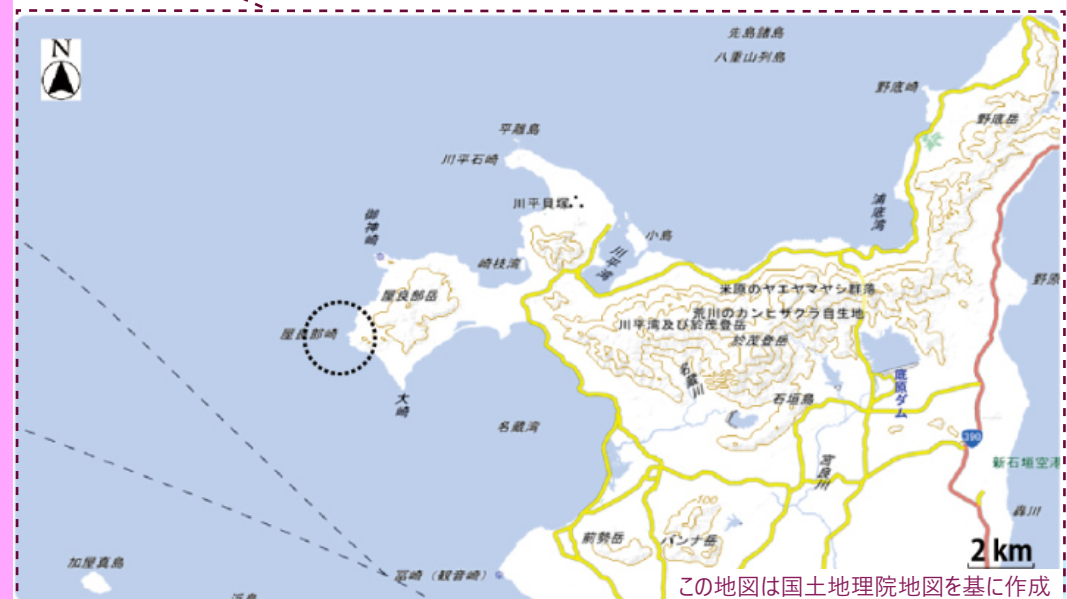 N
先島諸島
八重山列島
野底崎
野底岳
平離島
川平石崎
川平貝塚
浦底湾
御神崎
小島
川平湾
崎枝湾
野原
屋良部岳
米原のヤエヤマヤシ群落
荒川のカンヒザクラ自生地
川平湾及び於茂登岳
於茂登岳
屋良部崎
名蔵川
底原ダム
石垣島
大崎
名蔵湾
390
宮良川
新石垣空港
100
轟川
前勢岳
バンナ岳
2 km
加屋真島
冨崎（観音崎）
この地図は国土地理院地図を基に作成